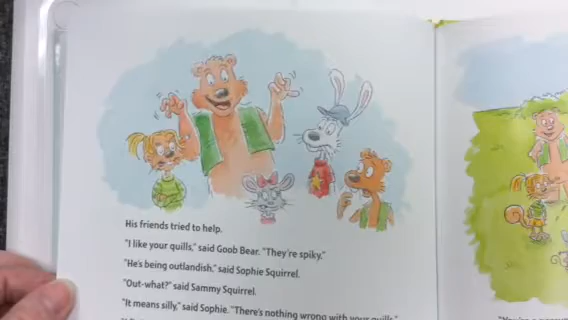 His friends tried to help.
"I like your quills," said Goob Bear. "They're spiky."
"He's being outlandish," said Sophie Squirrel.
"Out-what?" said Sammy Squirrel.
"It means silly," said Sophie. "There's nothing wrong with your quills."